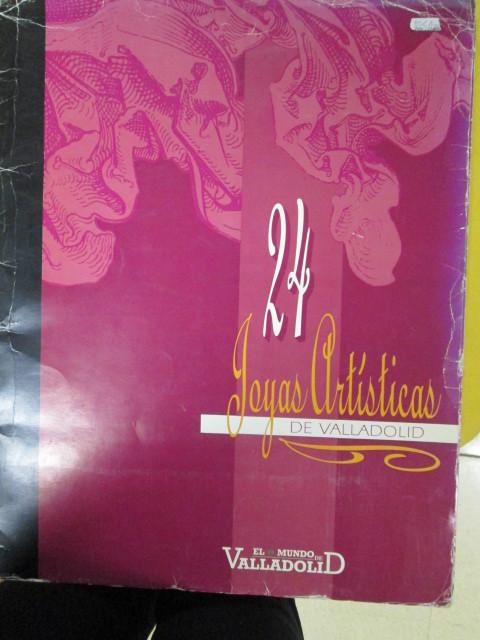 24
Joyas Artísticas
DE VALLADOLID
EL MUNDO DE
VALLADOLID